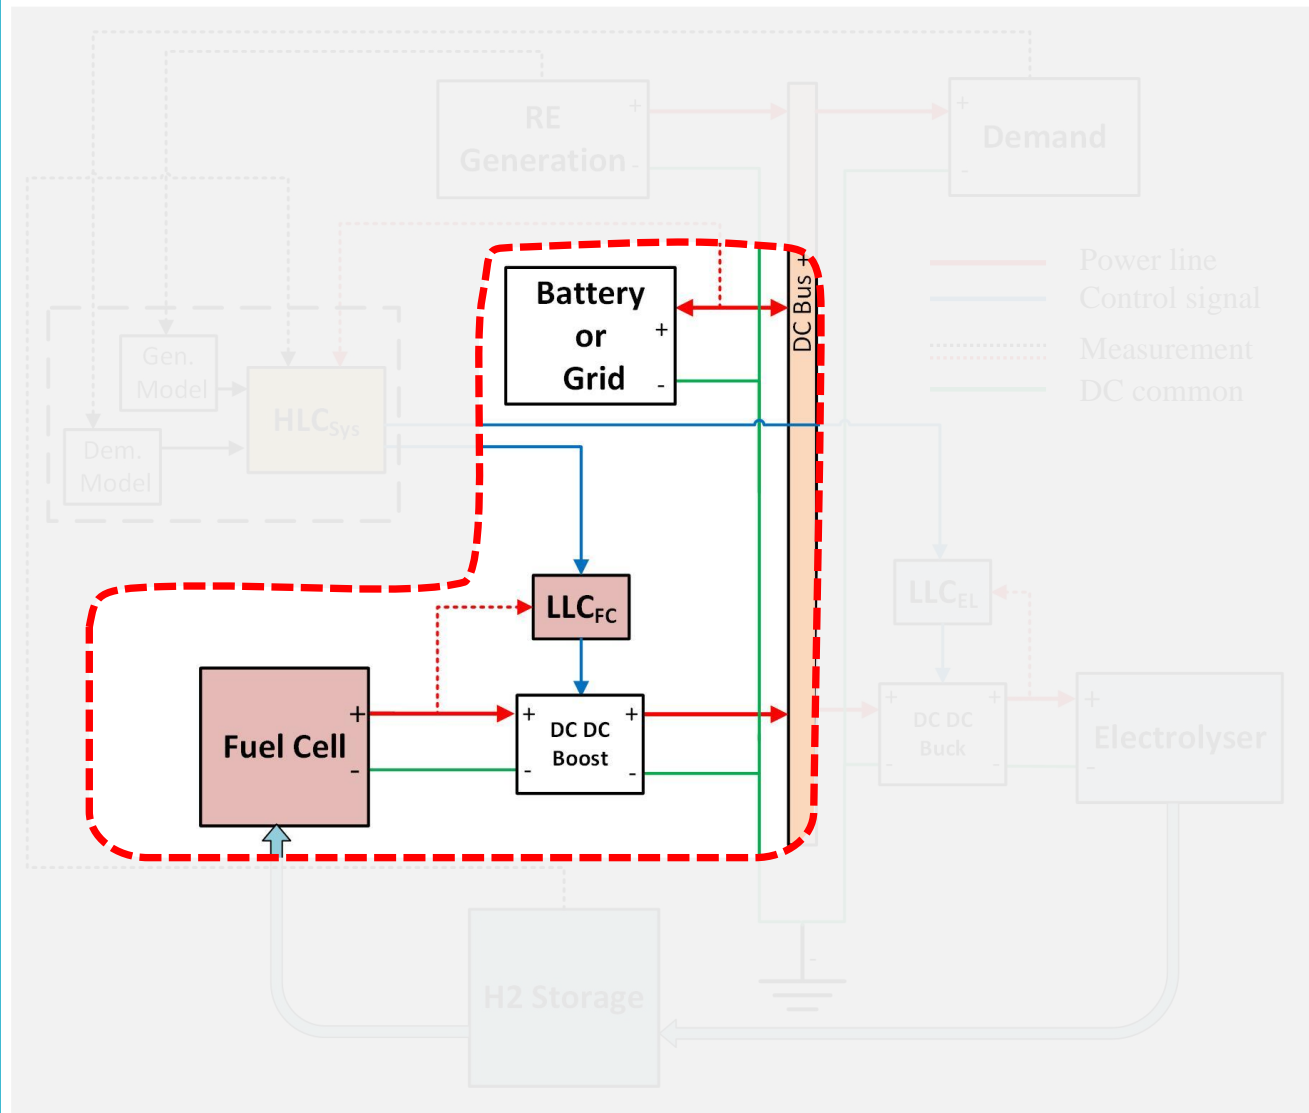 RE
Generation
+
-
+
Demand
-
Battery
or
Grid
+
-
DC Bus +
Power line
Control signal
Measurement
DC common
Gen.
Model
HLCSys
Dem.
Model
LLCFC
LLCEL
Fuel Cell
+
-
+
+
DC DC
Boost
-
-
+
+
DC DC
Buck
-
-
+
Electrolyser
-
H2 Storage
-